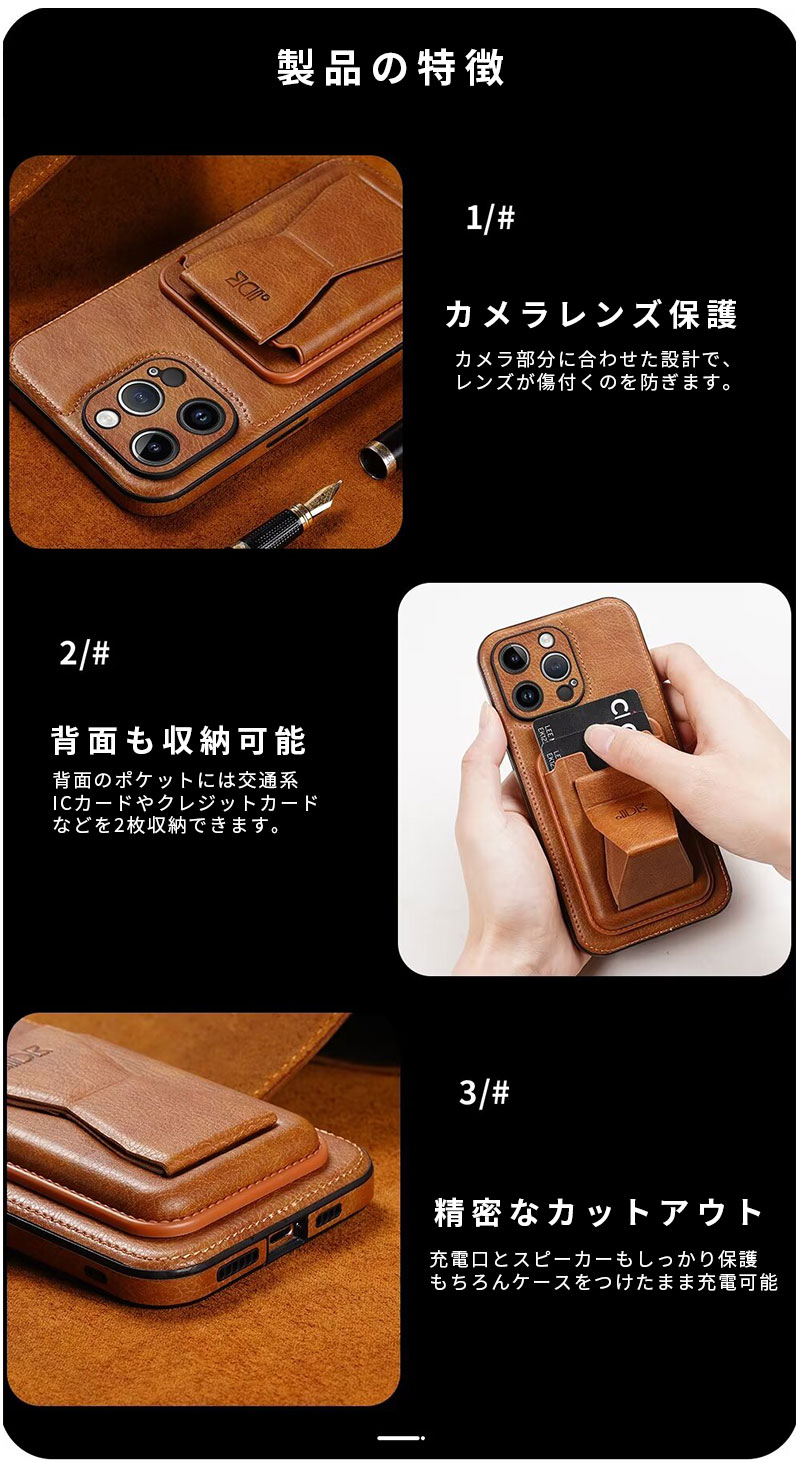 製品の特徴
1/#
カメラレンズ保護
カメラ部分に合わせた設計で、
レンズが傷付くのを防ぎます。
2/#
背面も収納可能
背面のポケットには交通系
ICカードやクレジットカード
などを2枚収納できます。
3/#
精密なカットアウト
充電口とスピーカーもしっかり保護
もちろんケースをつけたまま充電可能